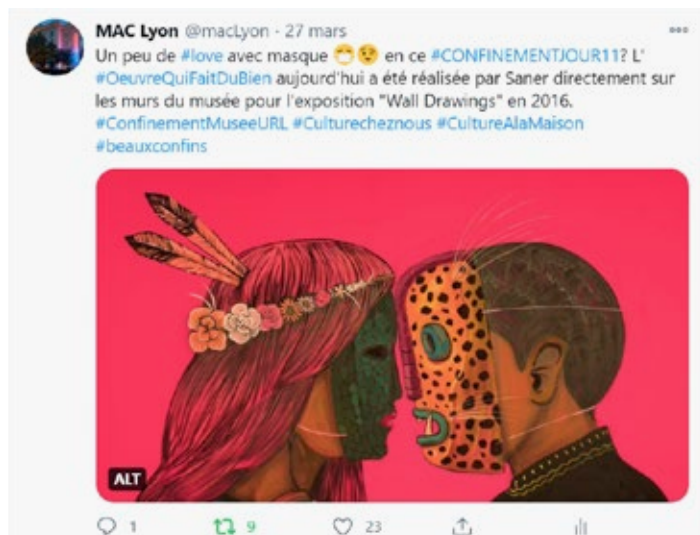 MAC Lyon @macLyon · 27 mars
Un peu de #love avec masque 😷😉 en ce #CONFINEMENTJOUR11? L'
#OeuvreQuiFaitDuBien aujourd'hui a été réalisée par Saner directement sur
les murs du musée pour l'exposition "Wall Drawings" en 2016.
#ConfinementMuseeURL #Culturecheznous #CultureAlaMaison
#beauxconfins
ALT
1 9 23